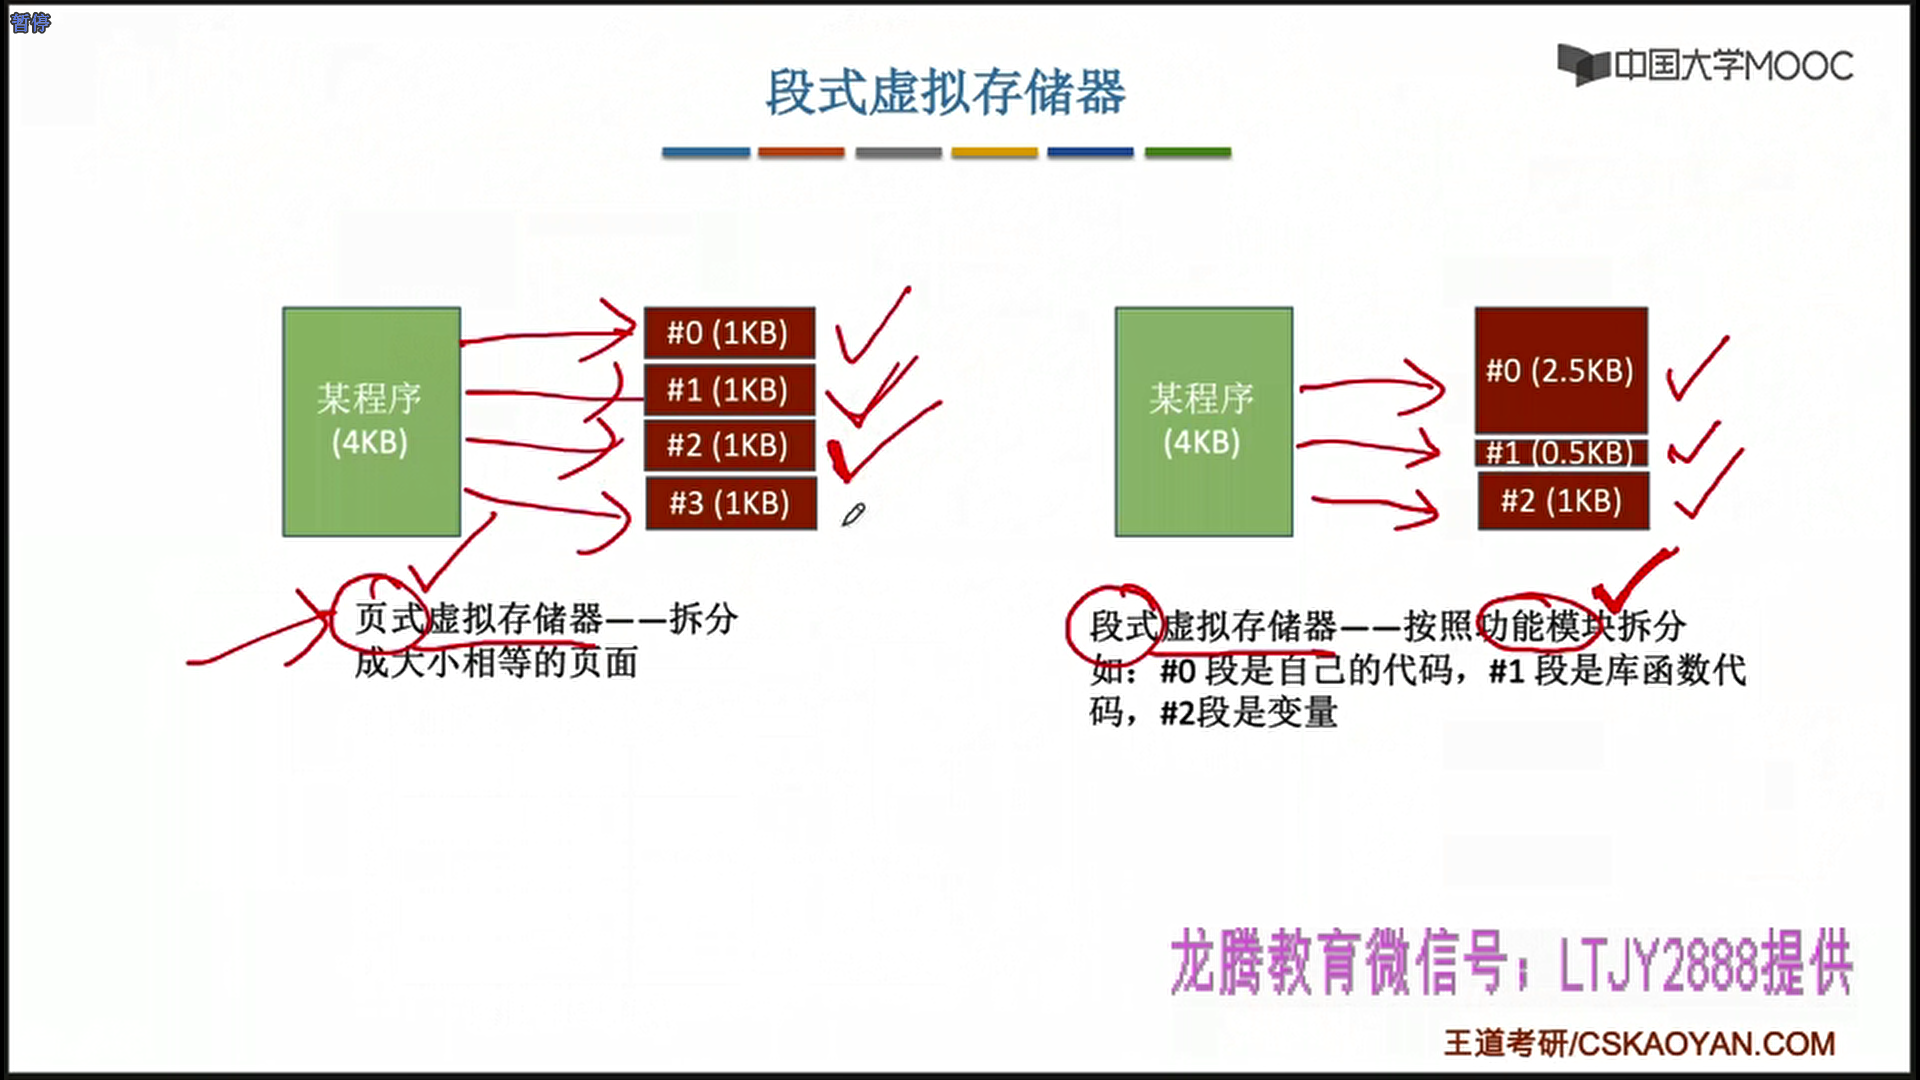 暂停
中国大学MOOC
段式虚拟存储器
某程序
(4KB)
#0 (1KB)
#1 (1KB)
#2 (1KB)
#3 (1KB)
页式虚拟存储器——拆分
成大小相等的页面
某程序
(4KB)
#0 (2.5KB)
#1 (0.5KB)
#2 (1KB)
段式虚拟存储器——按照功能模块拆分
如：#0 段是自己的代码，#1 段是库函数代
码，#2段是变量
龙腾教育微信号；LTJY2888提供
王道考研/CSKAOYAN.COM